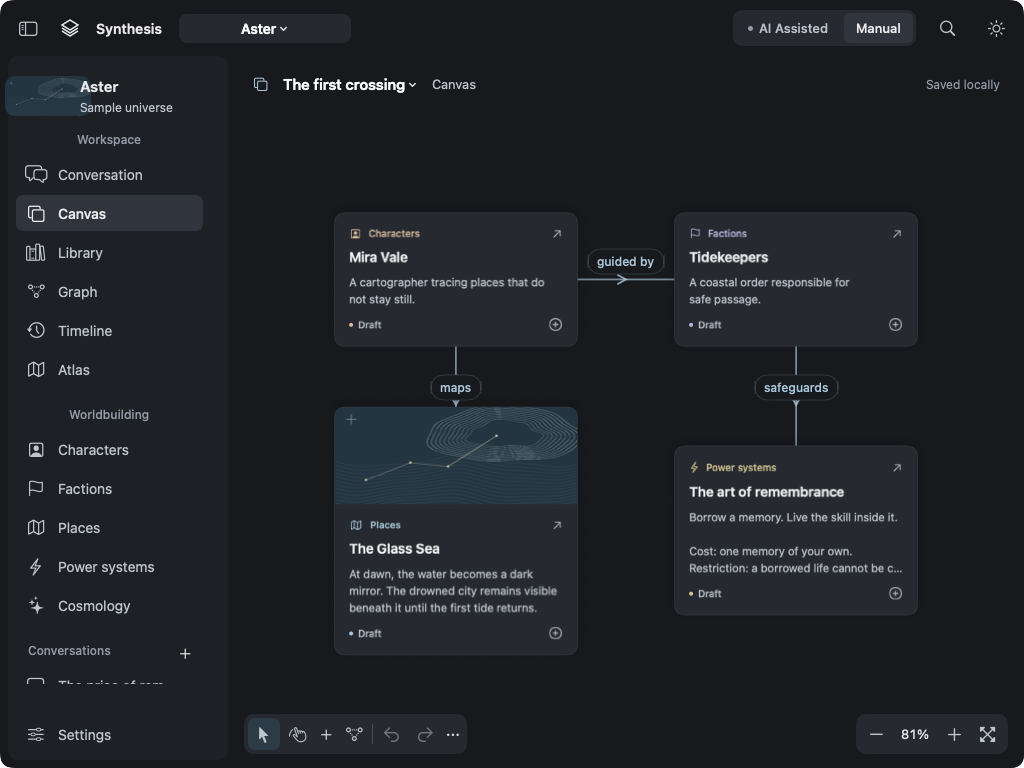 Synthesis
Aster
AI Assisted
Manual
Aster
Sample universe
Workspace
Conversation
Canvas
Library
Graph
Timeline
Atlas
Worldbuilding
Characters
Factions
Places
Power systems
Cosmology
Conversations
The price of rem
Settings
The first crossing
Canvas
Saved locally
Characters
Mira Vale
A cartographer tracing places that do
not stay still.
Draft
guided by
Factions
Tidekeepers
A coastal order responsible for
safe passage.
Draft
maps
safeguards
Places
The Glass Sea
At dawn, the water becomes a dark
mirror. The drowned city remains visible
beneath it until the first tide returns.
Draft
Power systems
The art of remembrance
Borrow a memory. Live the skill inside it.
Cost: one memory of your own.
Restriction: a borrowed life cannot be c...
Draft
81%